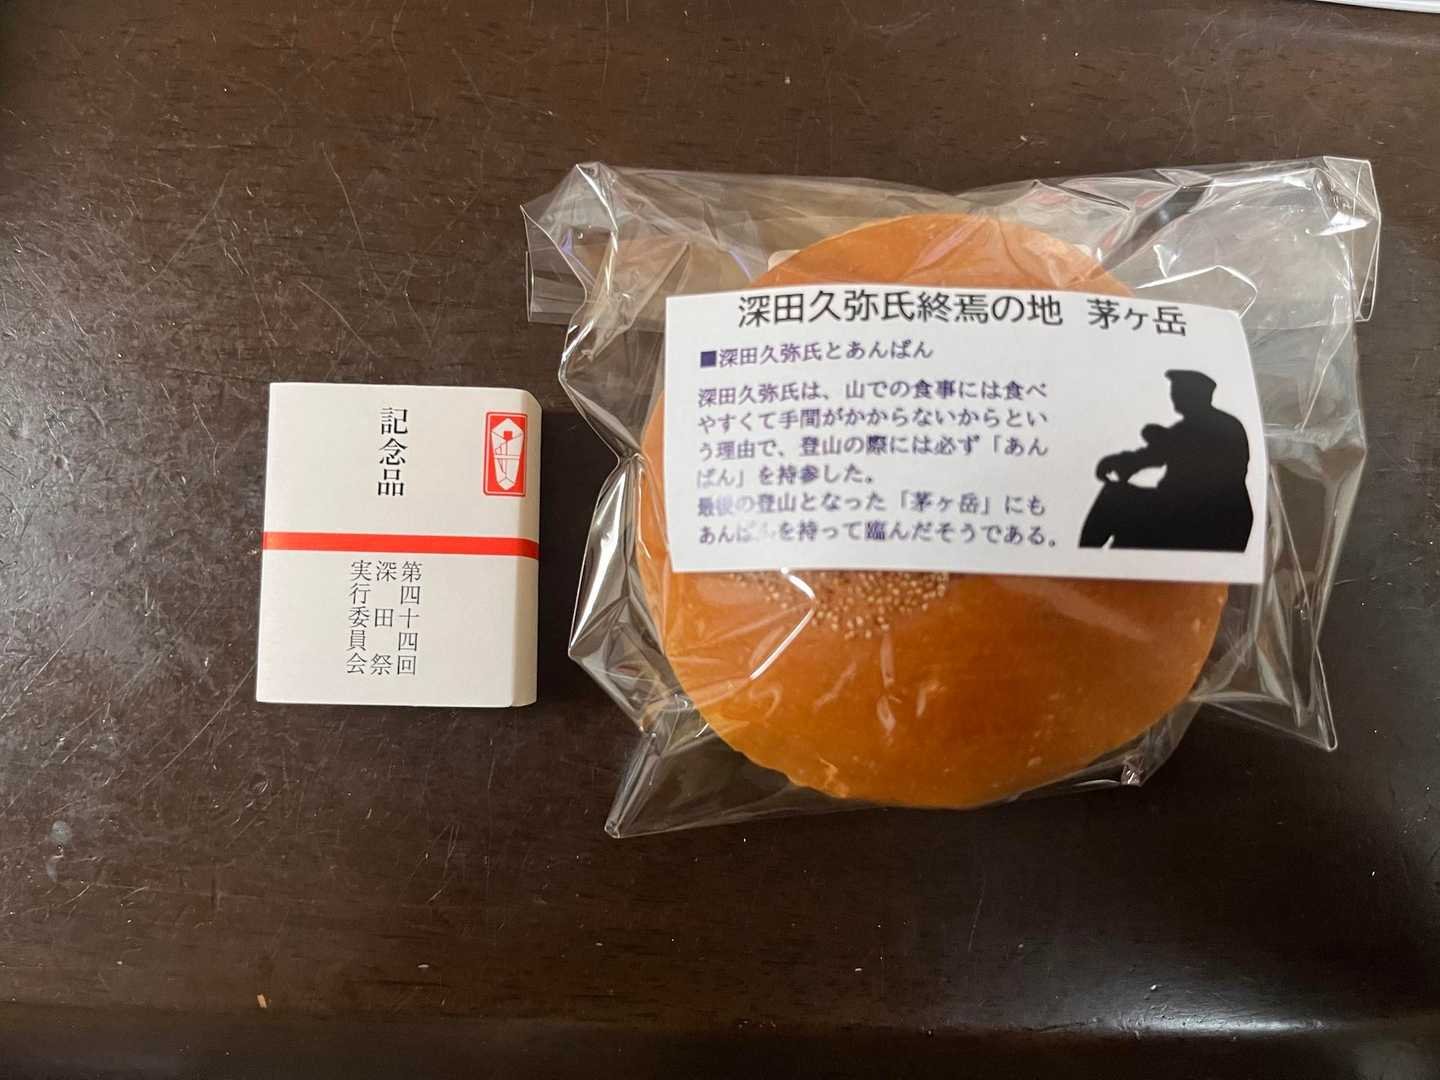 記念品
第四十四回
深田祭
実行委員会
深田久弥氏終焉の地 茅ヶ岳
■深田久弥氏とあんぱん
深田久弥氏は、山での食事には食べ
やすくて手間がかからないからとい
う理由で、登山の際には必ず「あん
ぱん」を持参した。
最後の登山となった「茅ヶ岳」にも
あんぱんを持って臨んだそうである。